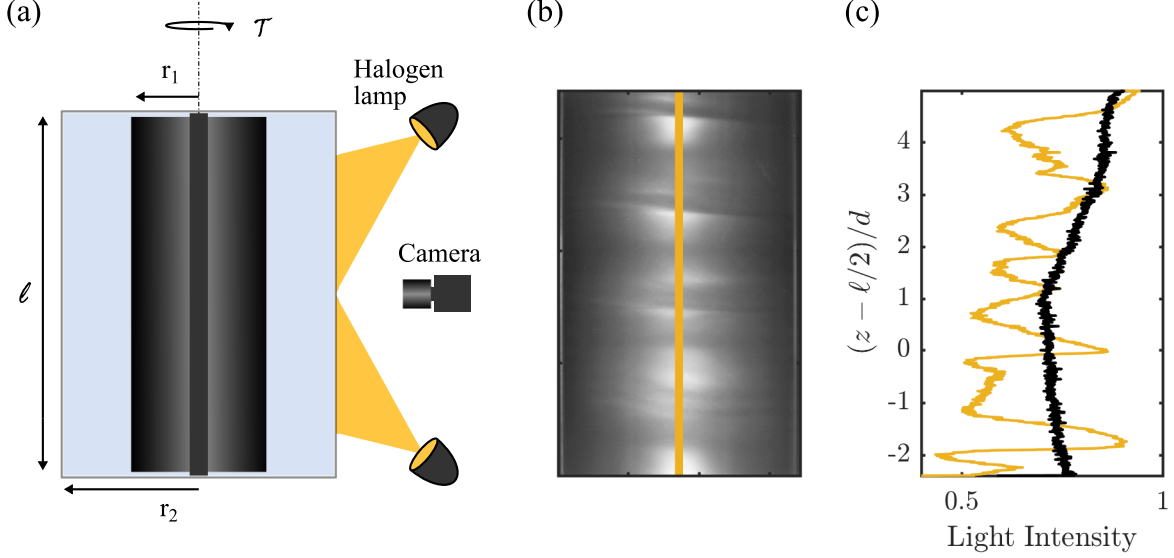 (a)
𝒯
r₁
Halogen
lamp
ℓ
Camera
r₂
(b)
(c)
(z − ℓ/2)/d
4
3
2
1
0
-1
-2
0.5
1
Light Intensity